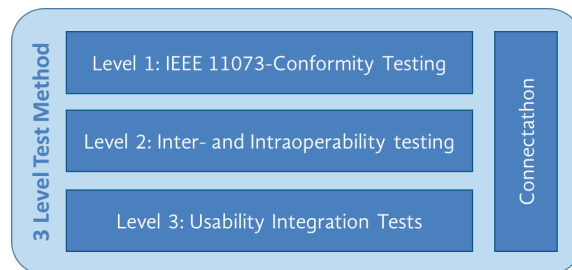 3 Level Test Method
Level 1: IEEE 11073-Conformity Testing
Level 2: Inter- and Intraoperability testing
Level 3: Usability Integration Tests
Connectathon